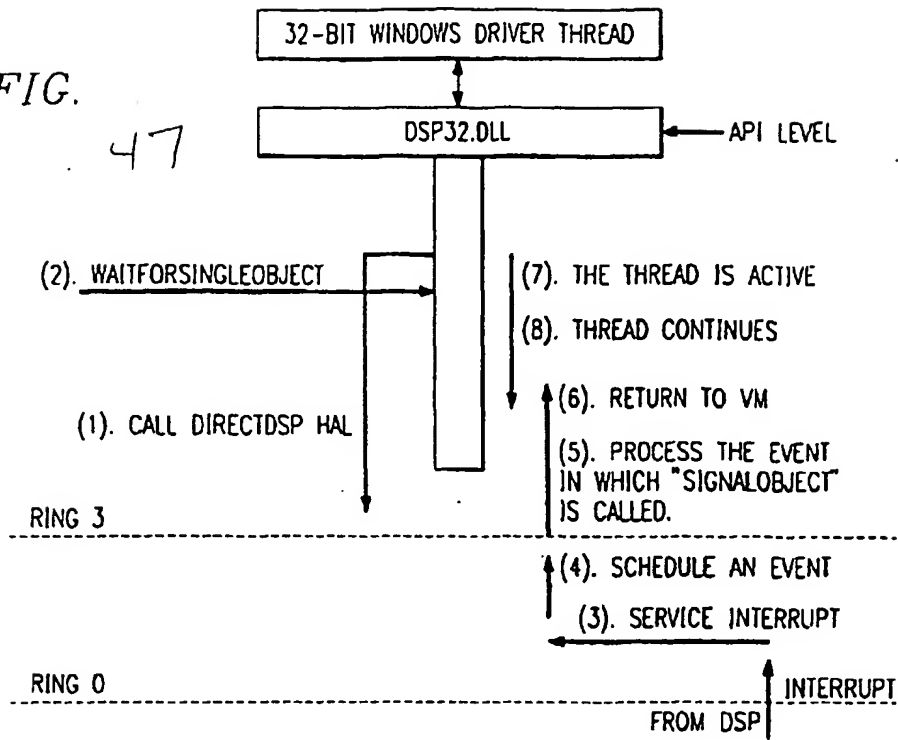 32-BIT WINDOWS DRIVER THREAD
FIG.
47
DSP32.DLL
API LEVEL
(2). WAITFORSINGLEOBJECT
(7). THE THREAD IS ACTIVE
(8). THREAD CONTINUES
(1). CALL DIRECTDSP HAL
(6). RETURN TO VM
(5). PROCESS THE EVENT
IN WHICH "SIGNALOBJECT"
IS CALLED.
RING 3
(4). SCHEDULE AN EVENT
(3). SERVICE INTERRUPT
RING 0
INTERRUPT
FROM DSP